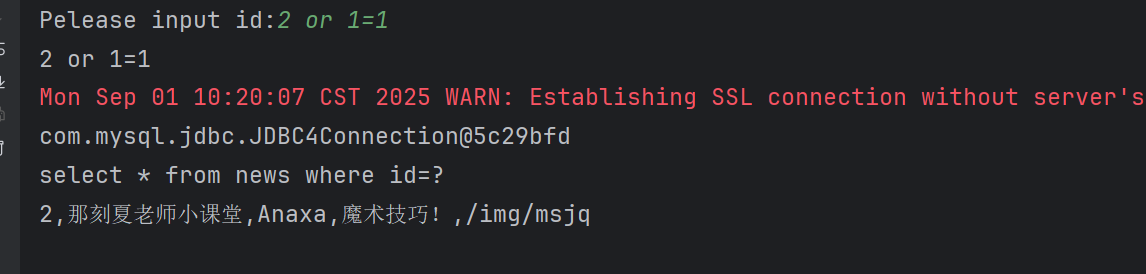 Pelease input id:2 or 1=1
2 or 1=1
Mon Sep 01 10:20:07 CST 2025 WARN: Establishing SSL connection without server's
com.mysql.jdbc.JDBC4Connection@5c29bfd
select * from news where id=?
2,那刻夏老师小课堂,Anaxa,魔术技巧！,/img/msjq